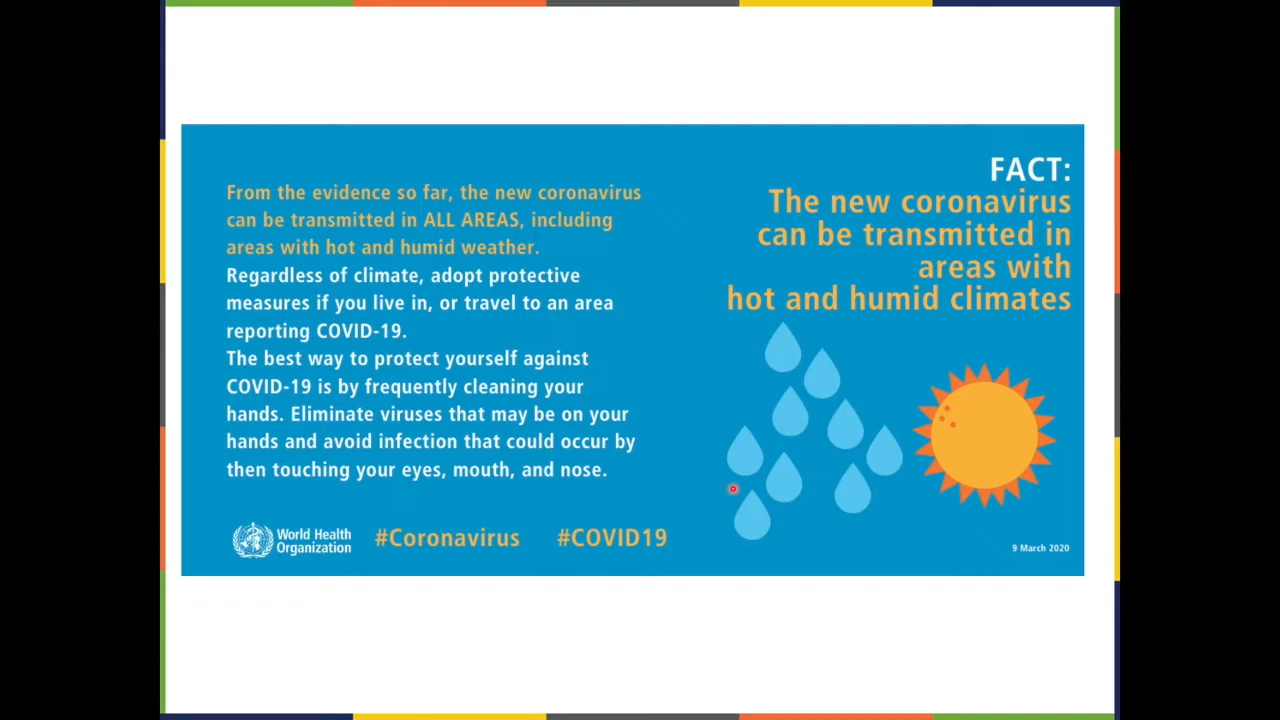 From the evidence so far, the new coronavirus
can be transmitted in ALL AREAS, including
areas with hot and humid weather.
Regardless of climate, adopt protective
measures if you live in, or travel to an area
reporting COVID-19.
The best way to protect yourself against
COVID-19 is by frequently cleaning your
hands. Eliminate viruses that may be on your
hands and avoid infection that could occur by
then touching your eyes, mouth, and nose.
FACT:
The new coronavirus
can be transmitted in
areas with
hot and humid climates
World Health
Organization
#Coronavirus #COVID19
9 March 2020